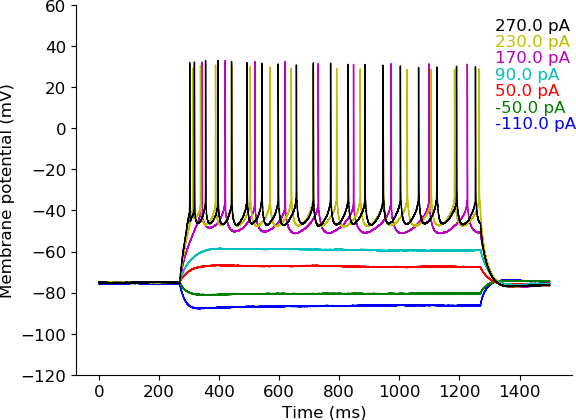 60
40
20
0
−20
−40
−60
−80
−100
−120
Membrane potential (mV)
270.0 pA
230.0 pA
170.0 pA
90.0 pA
50.0 pA
-50.0 pA
-110.0 pA
0
200
400
600
800
1000
1200
1400
Time (ms)